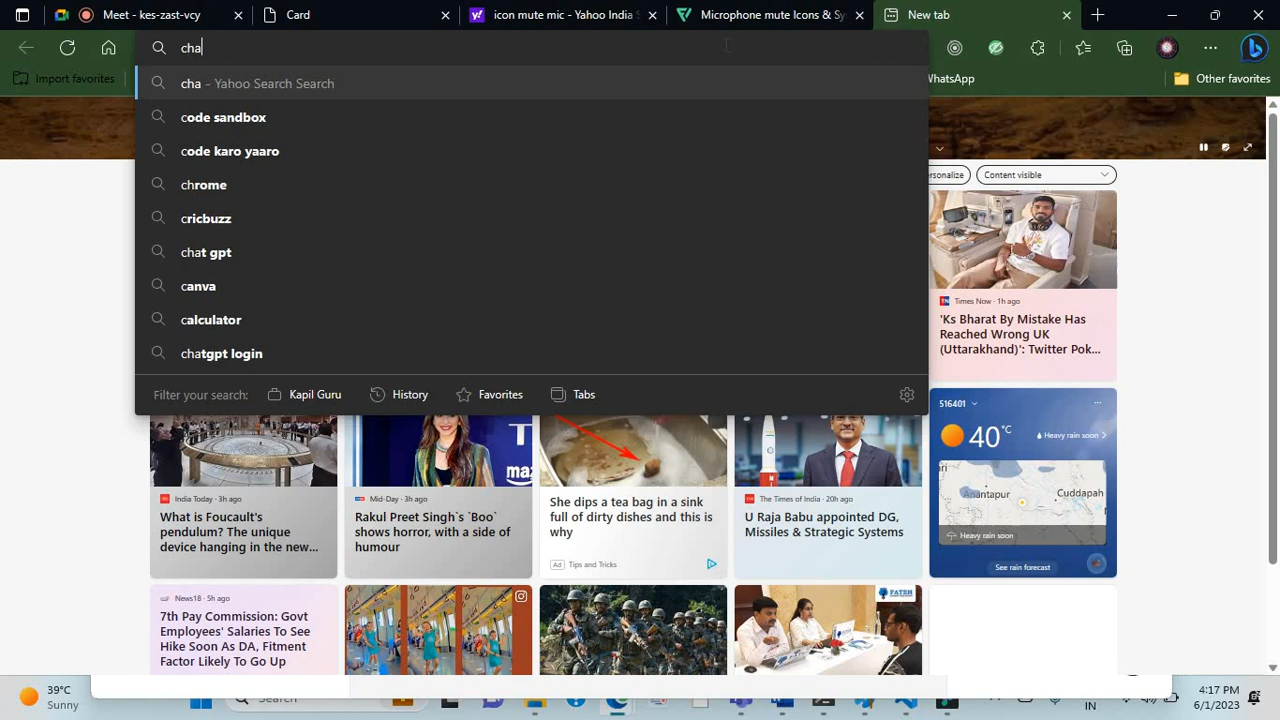 Meet - mtz-east-vcy
Card
icon mute mic - Yahoo India S
Microphone mute Icons & Sy
cha
Import favorites
WhatsApp
Other favorites
cha – Yahoo Search Search
code sandbox
code karo yaaro
chrome
cricbuzz
chat gpt
canva
calculator
chatgpt login
Filter your search:
Kapil Guru
History
Favorites
Tabs
ersonalize
Content visible
Times Now · 1h ago
'Ks Bharat By Mistake Has
Reached Wrong UK
(Uttarakhand)': Twitter Pok...
516401
40°C
Heavy rain soon
Anantapur
Cuddapah
Heavy rain soon
See rain forecast
India Today · 3h ago
What is Foucault's
pendulum? The unique
device hanging in the new...
Mid-Day · 3h ago
Rakul Preet Singh`s `Boo`
shows horror, with a side of
humour
She dips a tea bag in a sink
full of dirty dishes and this is
why
Ad Tips and Tricks
The Times of India · 20h ago
U Raja Babu appointed DG,
Missiles & Strategic Systems
News18 · 5h ago
7th Pay Commission: Govt
Employees' Salaries To See
Hike Soon As DA, Fitment
Factor Likely To Go Up
FATEH
39°C
Sunny
Search
IN
4:17 PM
6/1/2023